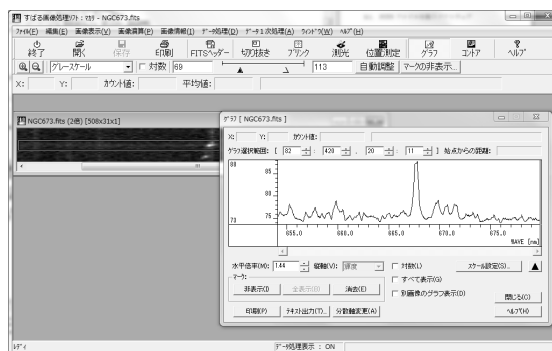 すばる画像処理ソフト：マカリ - NGC673.fits
ファイル(F) 編集(E) 画像表示(V) 画像演算(P) 画像情報(I) データ処理(D) データ1次処理(A) ウィンドウ(W) ヘルプ(H)
終了 開く 保存 印刷 FITSヘッダー 切り抜き ブリンク 測光 位置測定 グラフ コントア ヘルプ
グレースケール 対数 69 113 自動調整 マークの非表示...
X: Y: カウント値: 平均値:
NGC673.fits (2倍) [508x31x1]
グラフ [ NGC673.fits ]
X: Y: カウント値:
グラフ選択範囲: [ 82 : 420 , 20 : 11 ] 始点からの距離:
80
85
80
75
70
655.0 660.0 665.0 670.0 675.0
WAVE [nm]
水平倍率(M): 1.44 縦軸(V): 輝度 対数(L) スケール設定(S)...
マーク:
すべて表示(G)
非表示(I) 全表示(B) 消去(E)
別画像のグラフ表示(O)
閉じる(C)
印刷(P) テキスト出力(T)... 分散軸変更(A) ヘルプ(H)
レディ データ処理表示 : ON